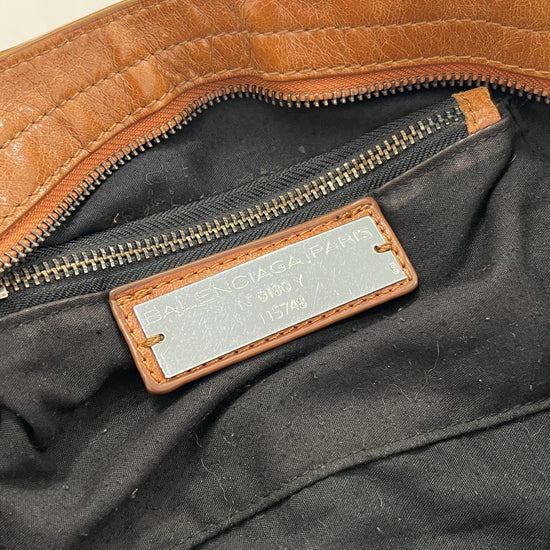 BALENCIAGA.PARIS
N° 9130 Y
115748
S